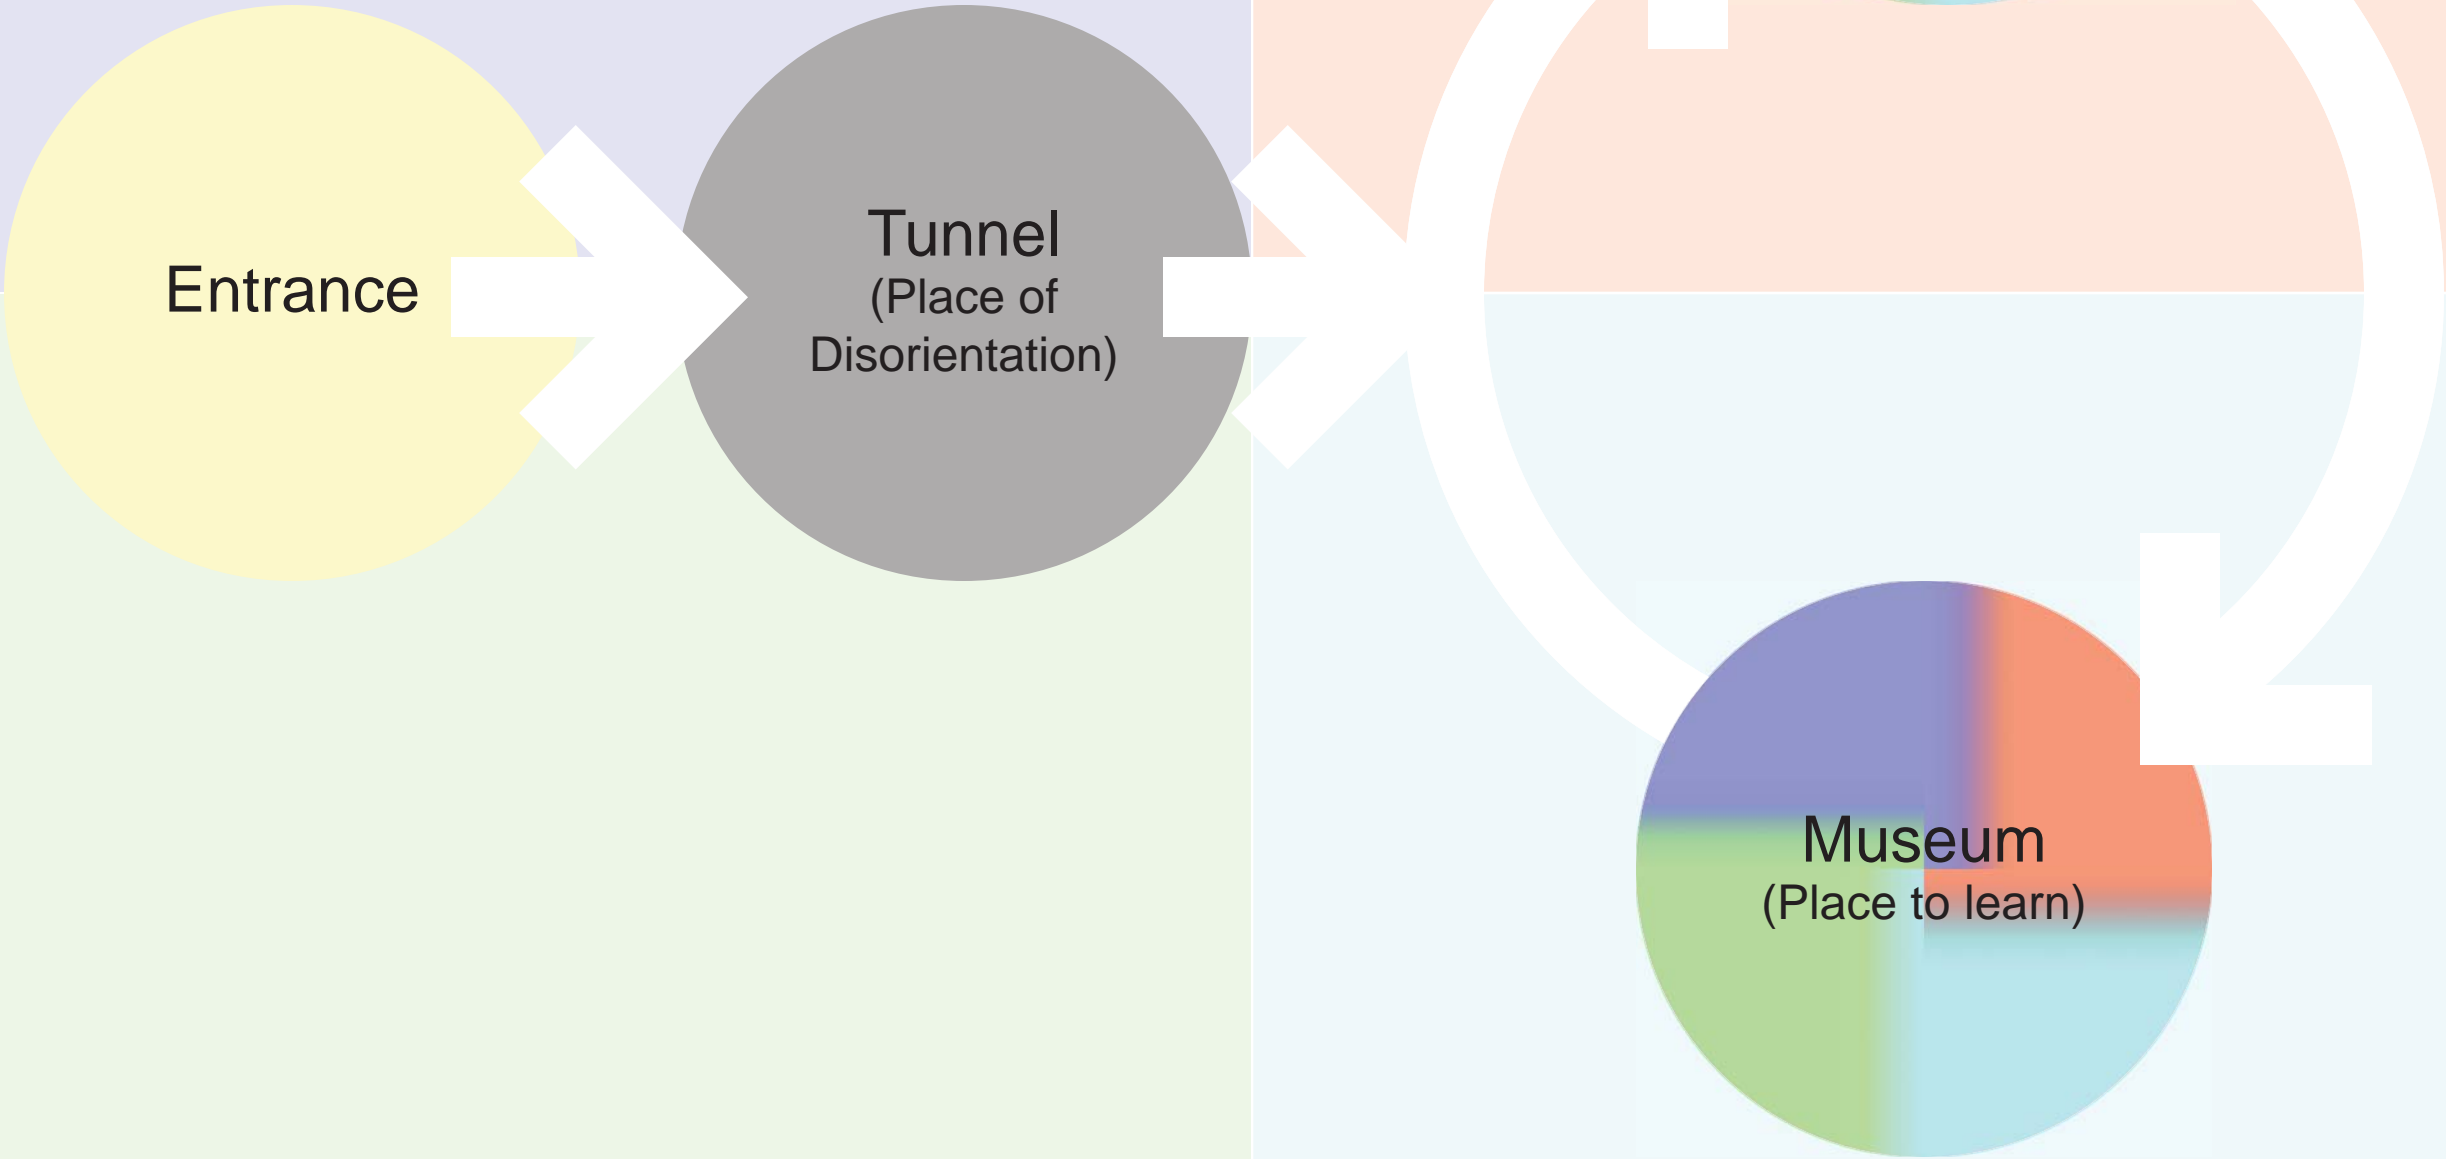 Entrance
Tunnel
(Place of
Disorientation)
Museum
(Place to learn)